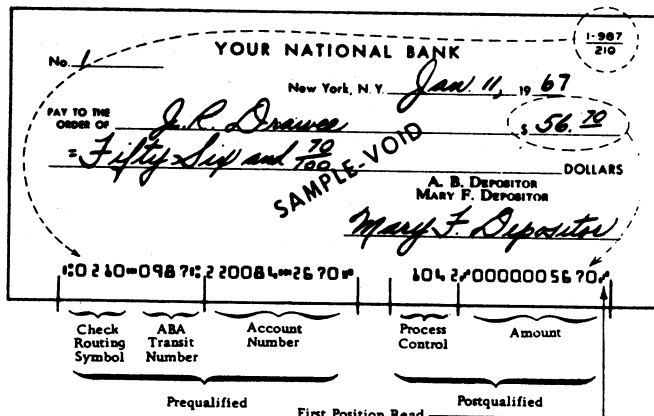 1-987
210
YOUR NATIONAL BANK
No. 1
New York, N.Y. Jan. 11, 19 67
PAY TO THE
ORDER OF J.R. Drawee $ 56. 70
= Fifty Six and 70/100 DOLLARS
SAMPLE-VOID
A. B. DEPOSITOR
MARY F. DEPOSITOR
Mary F Depositor
⑆0210⑉0987⑆220084⑉2670⑈ 1042⑇0000005670⑇
Check Routing Symbol
ABA Transit Number
Account Number
Process Control
Amount
Prequalified
Postqualified
First Position Read